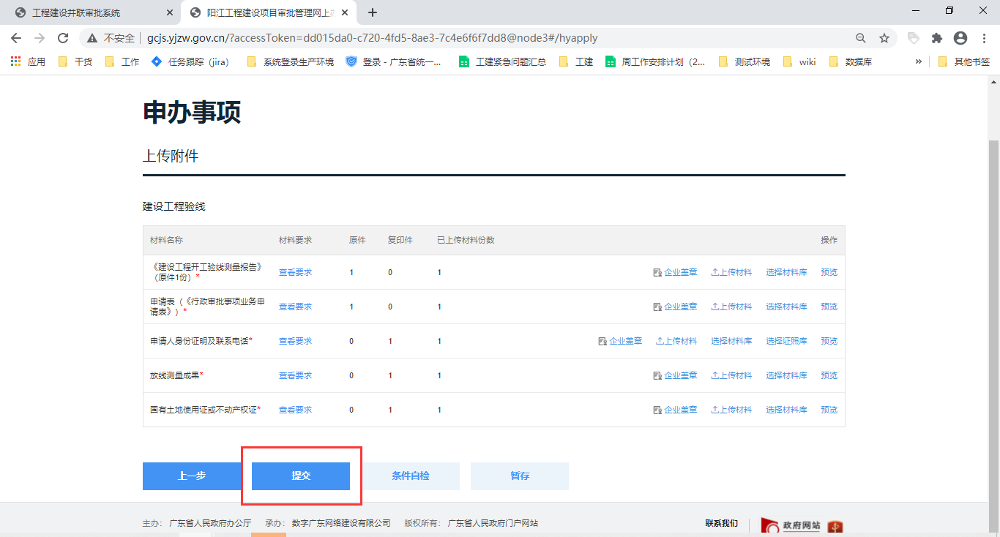 工程建设并联审批系统
阳江工程建设项目审批管理网上办
不安全 gcjs.yjzw.gov.cn/?accessToken=dd015da0-c720-4fd5-8ae3-7c4e6f6f7dd8@node3#/hyapply
应用 干货 工作 任务跟踪（jira） 系统登录生产环境 登录 - 广东省统一... 工建紧急问题汇总 工建 周工作安排计划（2... 测试环境 wiki 数据库 » 其他书签
申办事项
上传附件
建设工程验线
材料名称 材料要求 原件 复印件 已上传材料份数 操作
《建设工程开工验线测量报告》
（原件1份）* 查看要求 1 0 1 企业盖章 上传材料 选择材料库 预览
申请表（《行政审批事项业务申
请表》）* 查看要求 1 0 1 企业盖章 上传材料 选择材料库 预览
申请人身份证明及联系电话* 查看要求 0 1 1 企业盖章 上传材料 选择材料库 选择证照库 预览
放线测量成果* 查看要求 0 1 1 企业盖章 上传材料 选择材料库 预览
国有土地使用证或不动产权证* 查看要求 0 1 1 企业盖章 上传材料 选择材料库 预览
上一步 提交 条件自检 暂存
主办： 广东省人民政府办公厅 承办： 数字广东网络建设有限公司 版权所有： 广东省人民政府门户网站 联系我们 政府网站